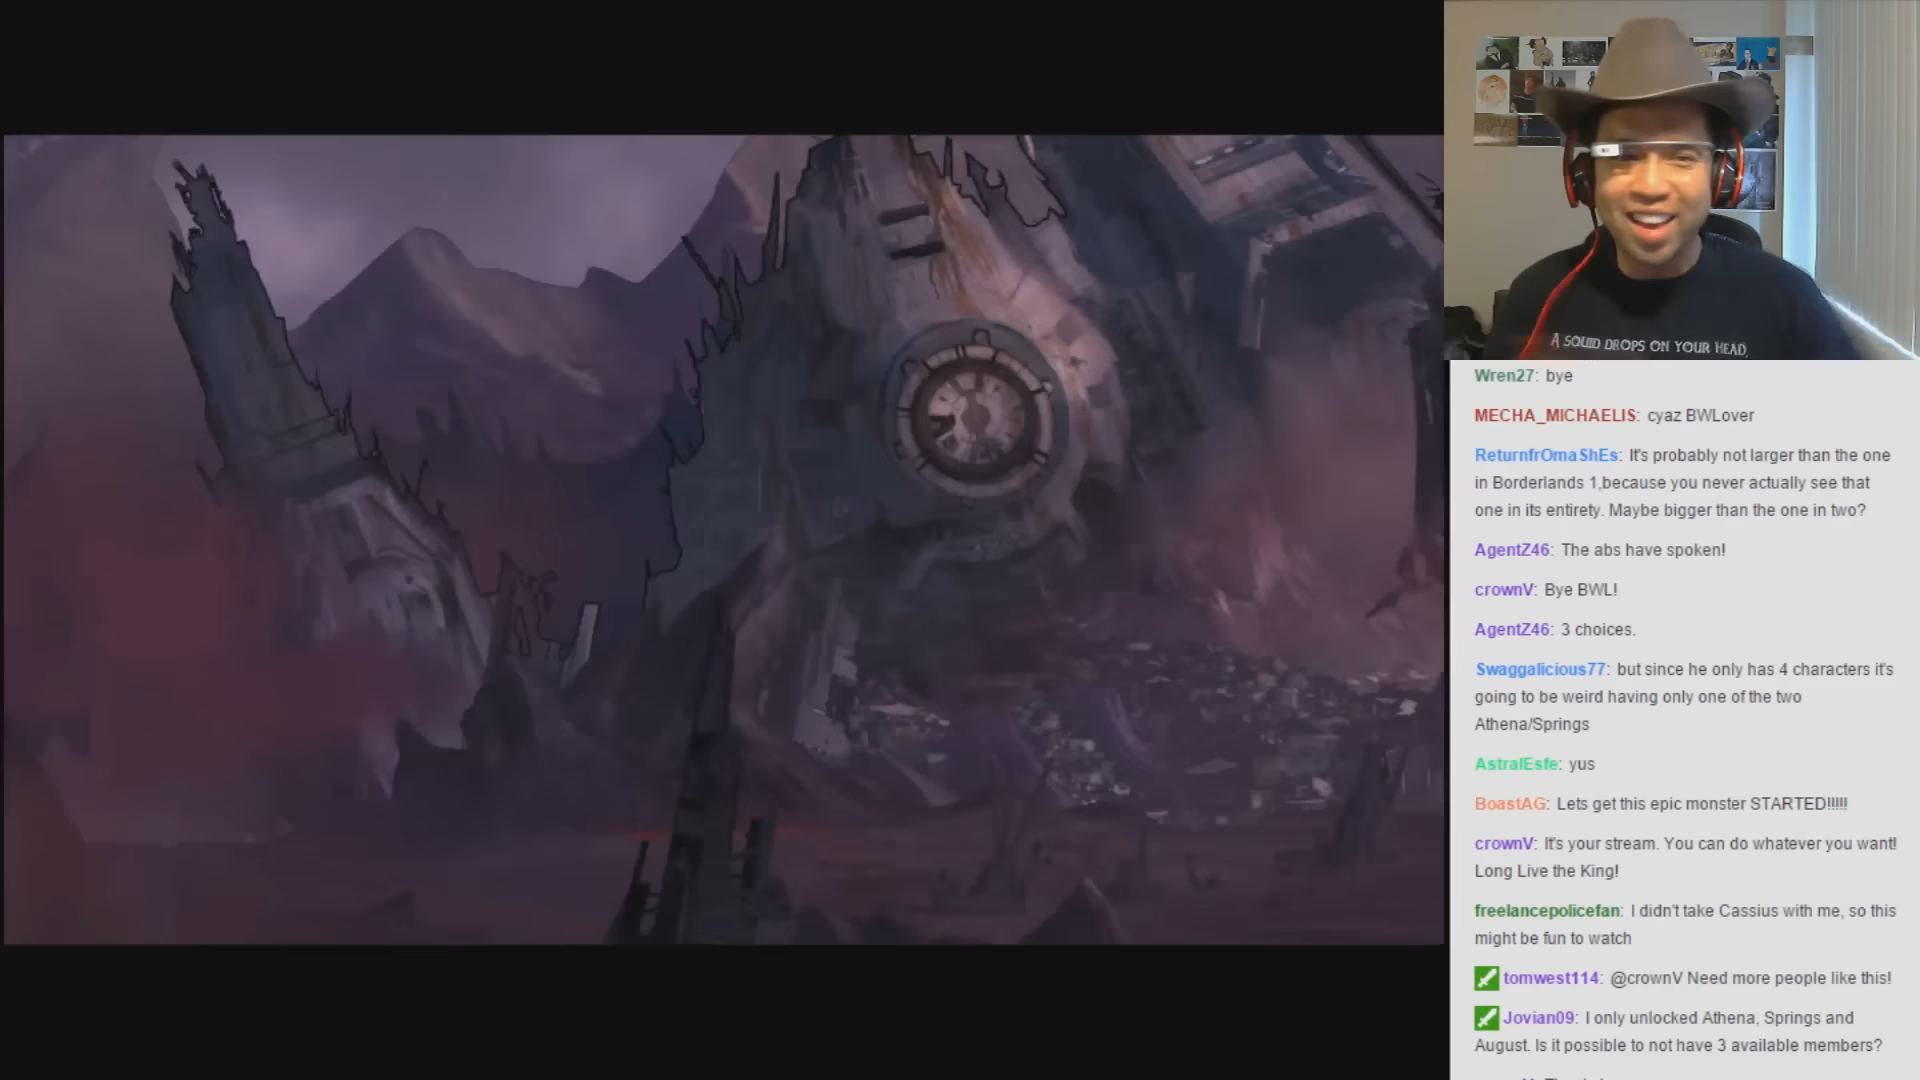 A SQUID DROPS ON YOUR HEAD
Wren27: bye
MECHA_MICHAELIS: cyaz BWLover
ReturnfrOmaShEs: It's probably not larger than the one
in Borderlands 1,because you never actually see that
one in its entirety. Maybe bigger than the one in two?
AgentZ46: The abs have spoken!
crownV: Bye BWL!
AgentZ46: 3 choices.
Swaggalicious77: but since he only has 4 characters it's
going to be weird having only one of the two
Athena/Springs
AstralEsfe: yus
BoastAG: Lets get this epic monster STARTED!!!!!
crownV: It's your stream. You can do whatever you want!
Long Live the King!
freelancepolicefan: I didn't take Cassius with me, so this
might be fun to watch
tomwest114: @crownV Need more people like this!
Jovian09: I only unlocked Athena, Springs and
August. Is it possible to not have 3 available members?